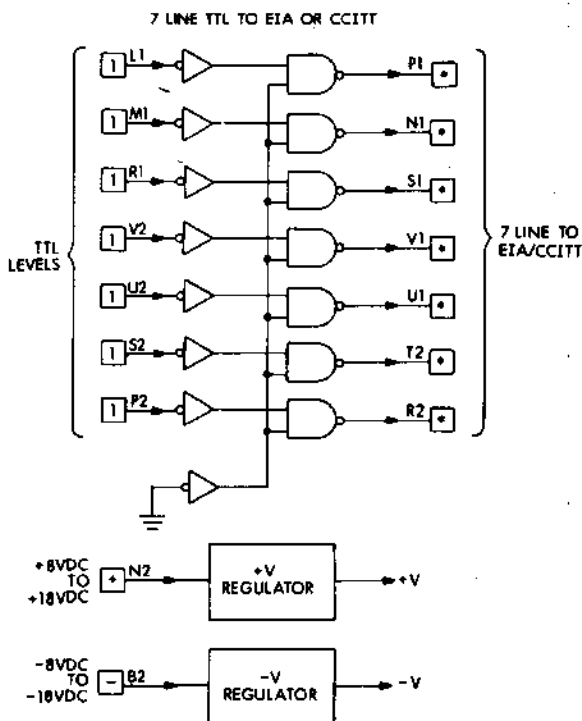 7 LINE TTL TO EIA OR CCITT
1 L1 P1 *
1 M1 N1 *
1 R1 S1 *
1 V2 V1 *
TTL LEVELS
7 LINE TO EIA/CCITT
1 U2 U1 *
1 S2 T2 *
1 P2 R2 *
+8VDC TO +18VDC
+ N2
+V REGULATOR
+V
-8VDC TO -18VDC
- B2
-V REGULATOR
-V